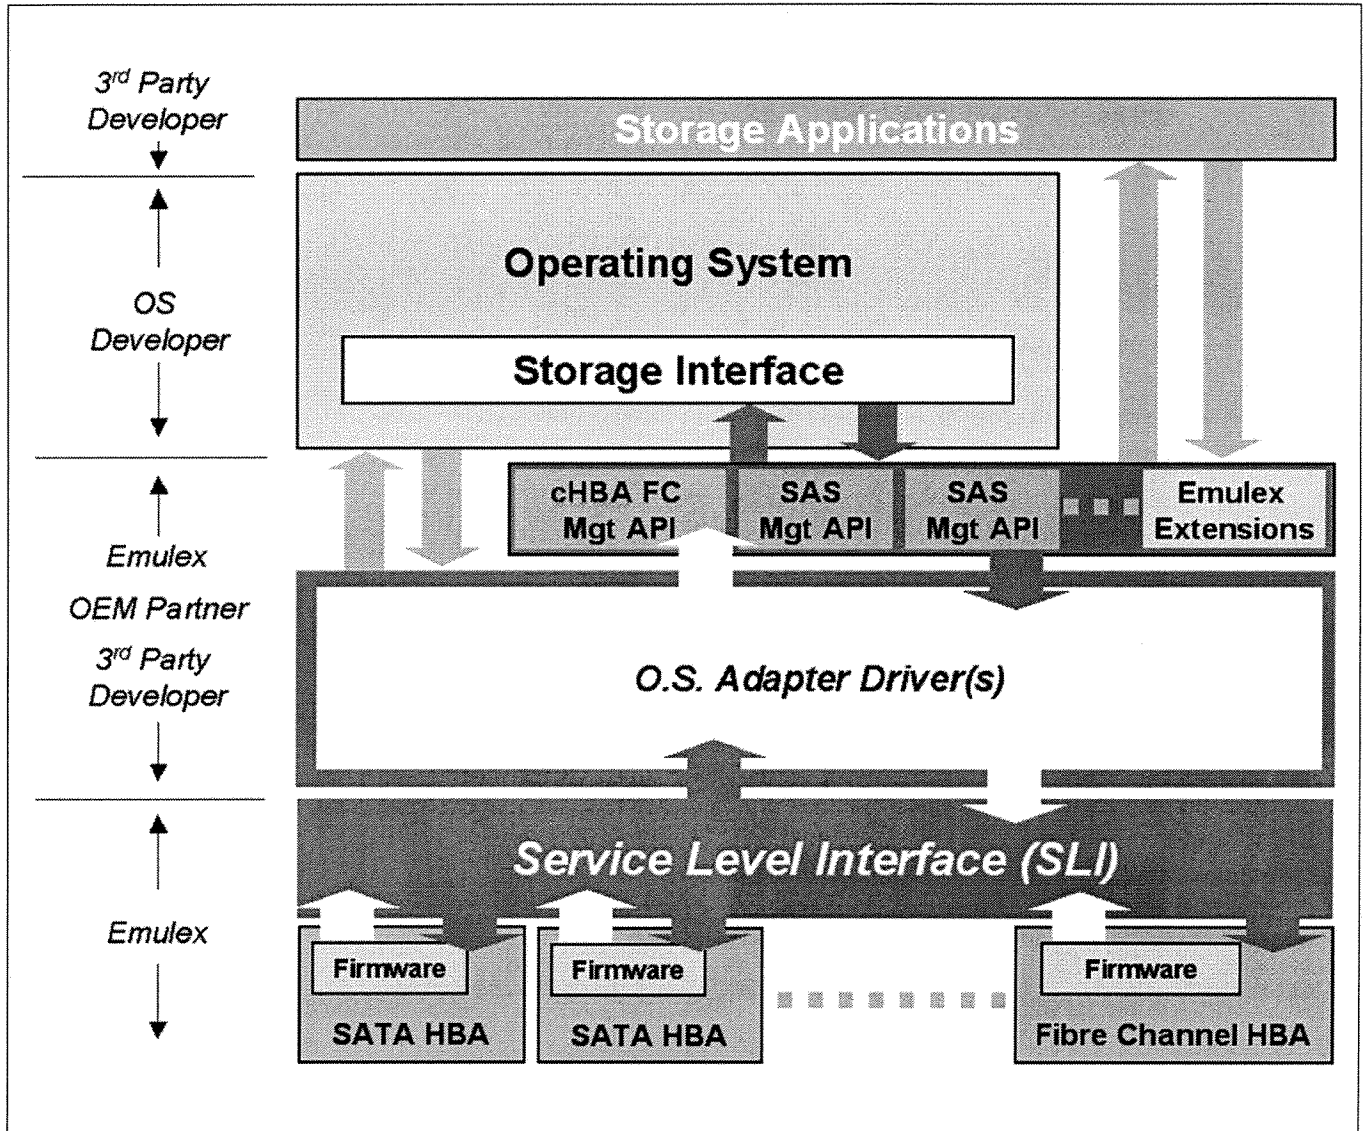 3rd Party
Developer
Storage Applications
Operating System
OS
Developer
Storage Interface
cHBA FC
Mgt API
SAS
Mgt API
SAS
Mgt API
Emulex
Extensions
Emulex
OEM Partner
3rd Party
Developer
O.S. Adapter Driver(s)
Service Level Interface (SLI)
Emulex
Firmware
SATA HBA
Firmware
SATA HBA
Firmware
Fibre Channel HBA